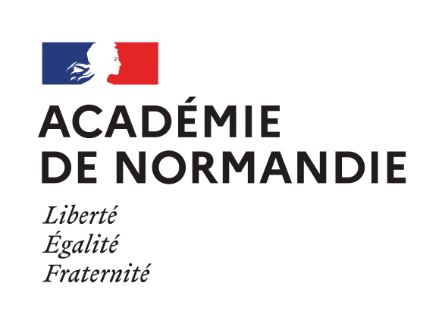 ACADÉMIE
DE NORMANDIE
Liberté
Égalité
Fraternité